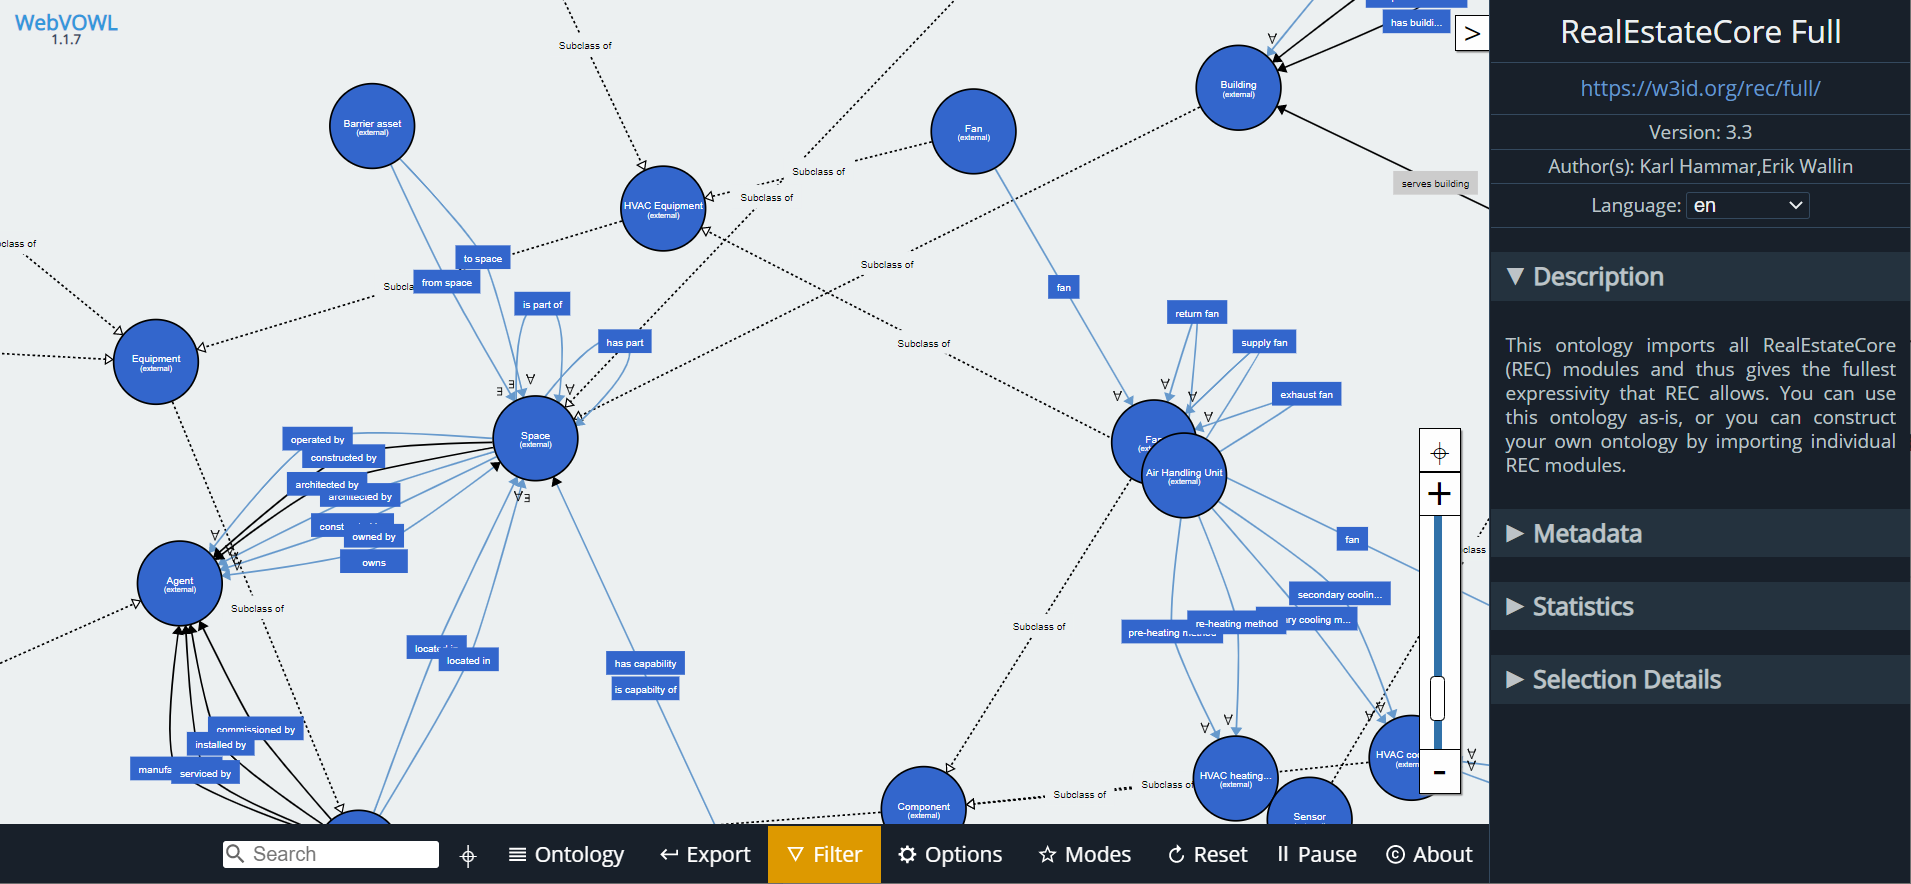 WebVOWL
1.1.7
Subclass of
has buildi...
>
Building
(external)
Barrier asset
(external)
Fan
(external)
Subclass of
serves building
HVAC Equipment
(external)
Subclass of
class of
to space
Subclass of
from space
is part of
fan
return fan
has part
supply fan
Subclass of
Equipment
(external)
exhaust fan
Space
(external)
operated by
constructed by
architected by
architected by
owned by
owns
Air Handling Unit
(external)
+
fan
class
Agent
(external)
Subclass of
secondary coolin...
Subclass of
re-heating method
ry cooling m...
pre-heating method
located in
located in
has capability
is capabilty of
commissioned by
installed by
manufa
serviced by
HVAC coo
(extern
HVAC heating...
(external)
-
Subclass of
Subclass of
Component
(external)
Sensor
Search
Ontology
Export
Filter
Options
Modes
Reset
Pause
About
RealEstateCore Full
https://w3id.org/rec/full/
Version: 3.3
Author(s): Karl Hammar,Erik Wallin
Language: en
Description
This ontology imports all RealEstateCore
(REC) modules and thus gives the fullest
expressivity that REC allows. You can use
this ontology as-is, or you can construct
your own ontology by importing individual
REC modules.
Metadata
Statistics
Selection Details